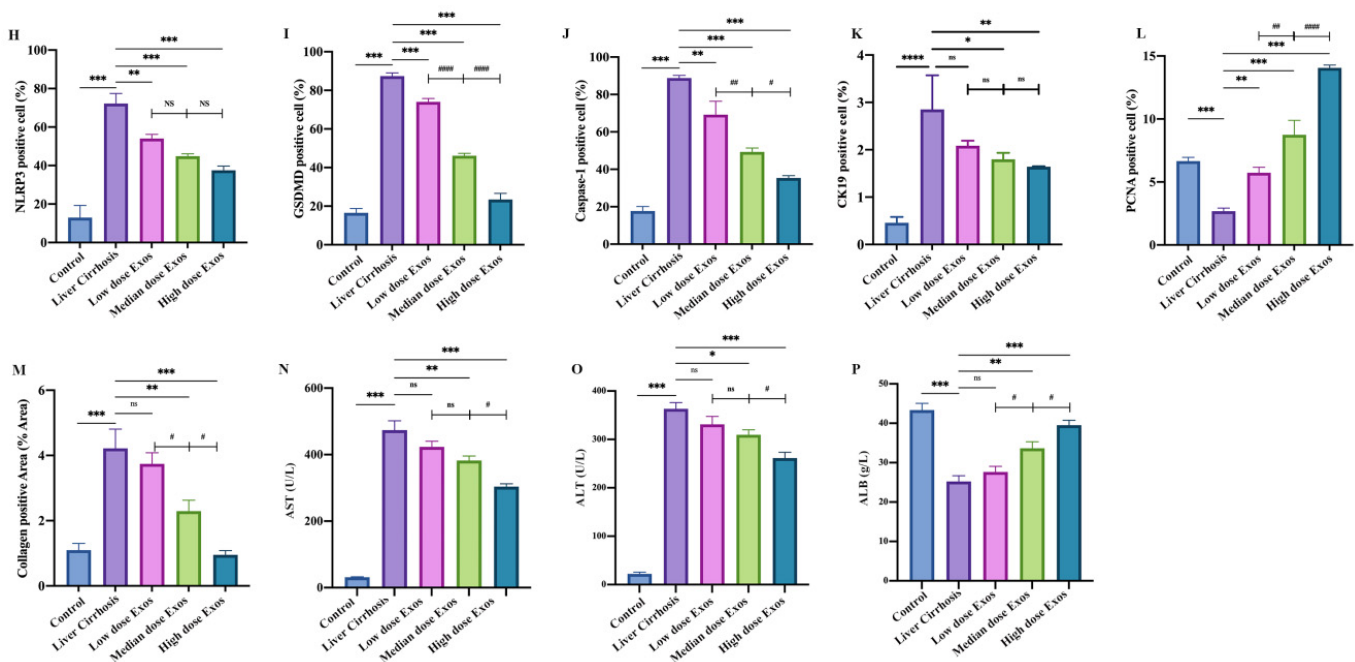 H
***
***
**
***
NS
NS
NLRP3 positive cell (%)
100
80
60
40
20
0
Control
Liver Cirrhosis
Low dose Exos
Median dose Exos
High dose Exos
I
***
***
***
***
####
####
GSDMD positive cell (%)
100
80
60
40
20
0
Control
Liver Cirrhosis
Low dose Exos
Median dose Exos
High dose Exos
J
***
***
**
***
##
#
Caspase-1 positive cell (%)
100
80
60
40
20
0
Control
Liver Cirrhosis
Low dose Exos
Median dose Exos
High dose Exos
K
**
*
**** ns
ns
ns
CK19 positive cell (%)
4
3
2
1
0
Control
Liver Cirrhosis
Low dose Exos
Median dose Exos
High dose Exos
L
##
####
***
***
**
***
PCNA positive cell (%)
15
10
5
0
Control
Liver Cirrhosis
Low dose Exos
Median dose Exos
High dose Exos
M
***
**
ns
***
#
#
Collagen positive Area (% Area)
6
4
2
0
Control
Liver Cirrhosis
Low dose Exos
Median dose Exos
High dose Exos
N
***
**
ns
***
ns
#
AST (U/L)
600
400
200
0
Control
Liver Cirrhosis
Low dose Exos
Median dose Exos
High dose Exos
O
***
*
ns
***
ns
#
ALT (U/L)
400
300
200
100
0
Control
Liver Cirrhosis
Low dose Exos
Median dose Exos
High dose Exos
P
***
**
*** ns
#
#
ALB (g/L)
50
40
30
20
10
0
Control
Liver Cirrhosis
Low dose Exos
Median dose Exos
High dose Exos